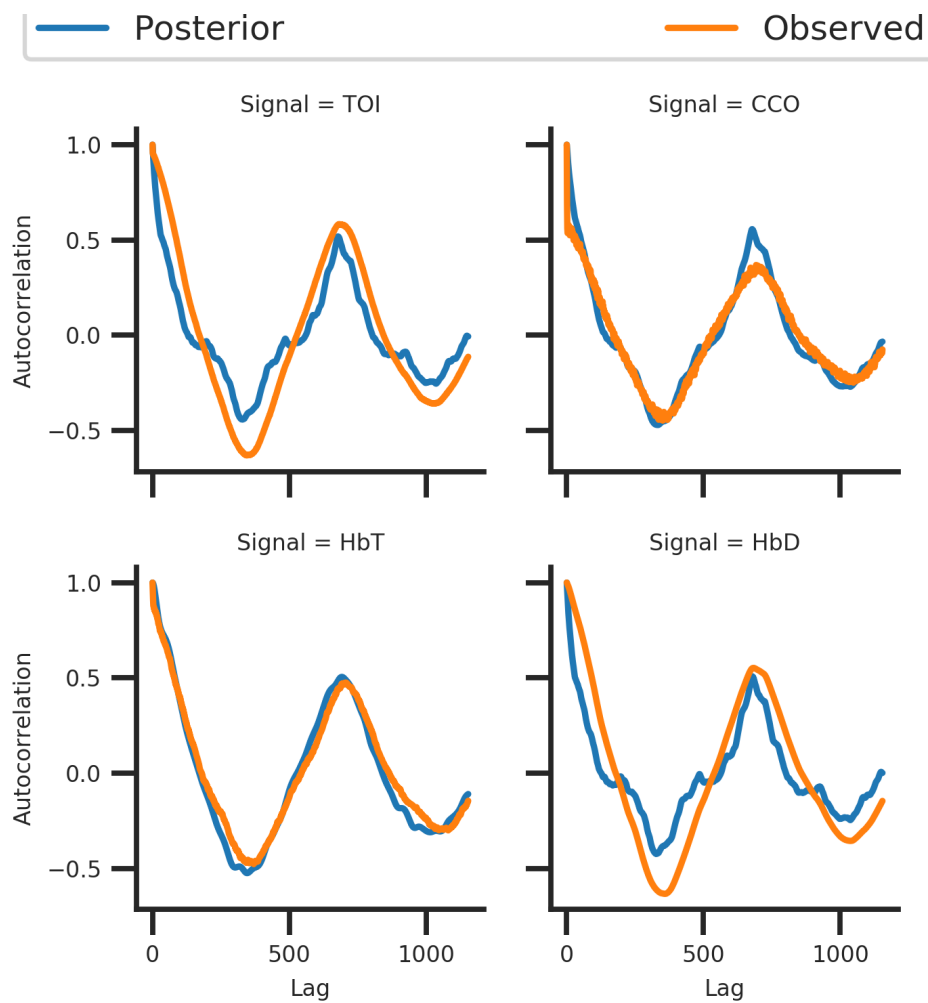 Posterior Observed
Signal = TOI Signal = CCO
1.0
0.5
0.0
−0.5
Autocorrelation
Signal = HbT Signal = HbD
1.0
0.5
0.0
−0.5
Autocorrelation
0 500 1000 0 500 1000
Lag Lag